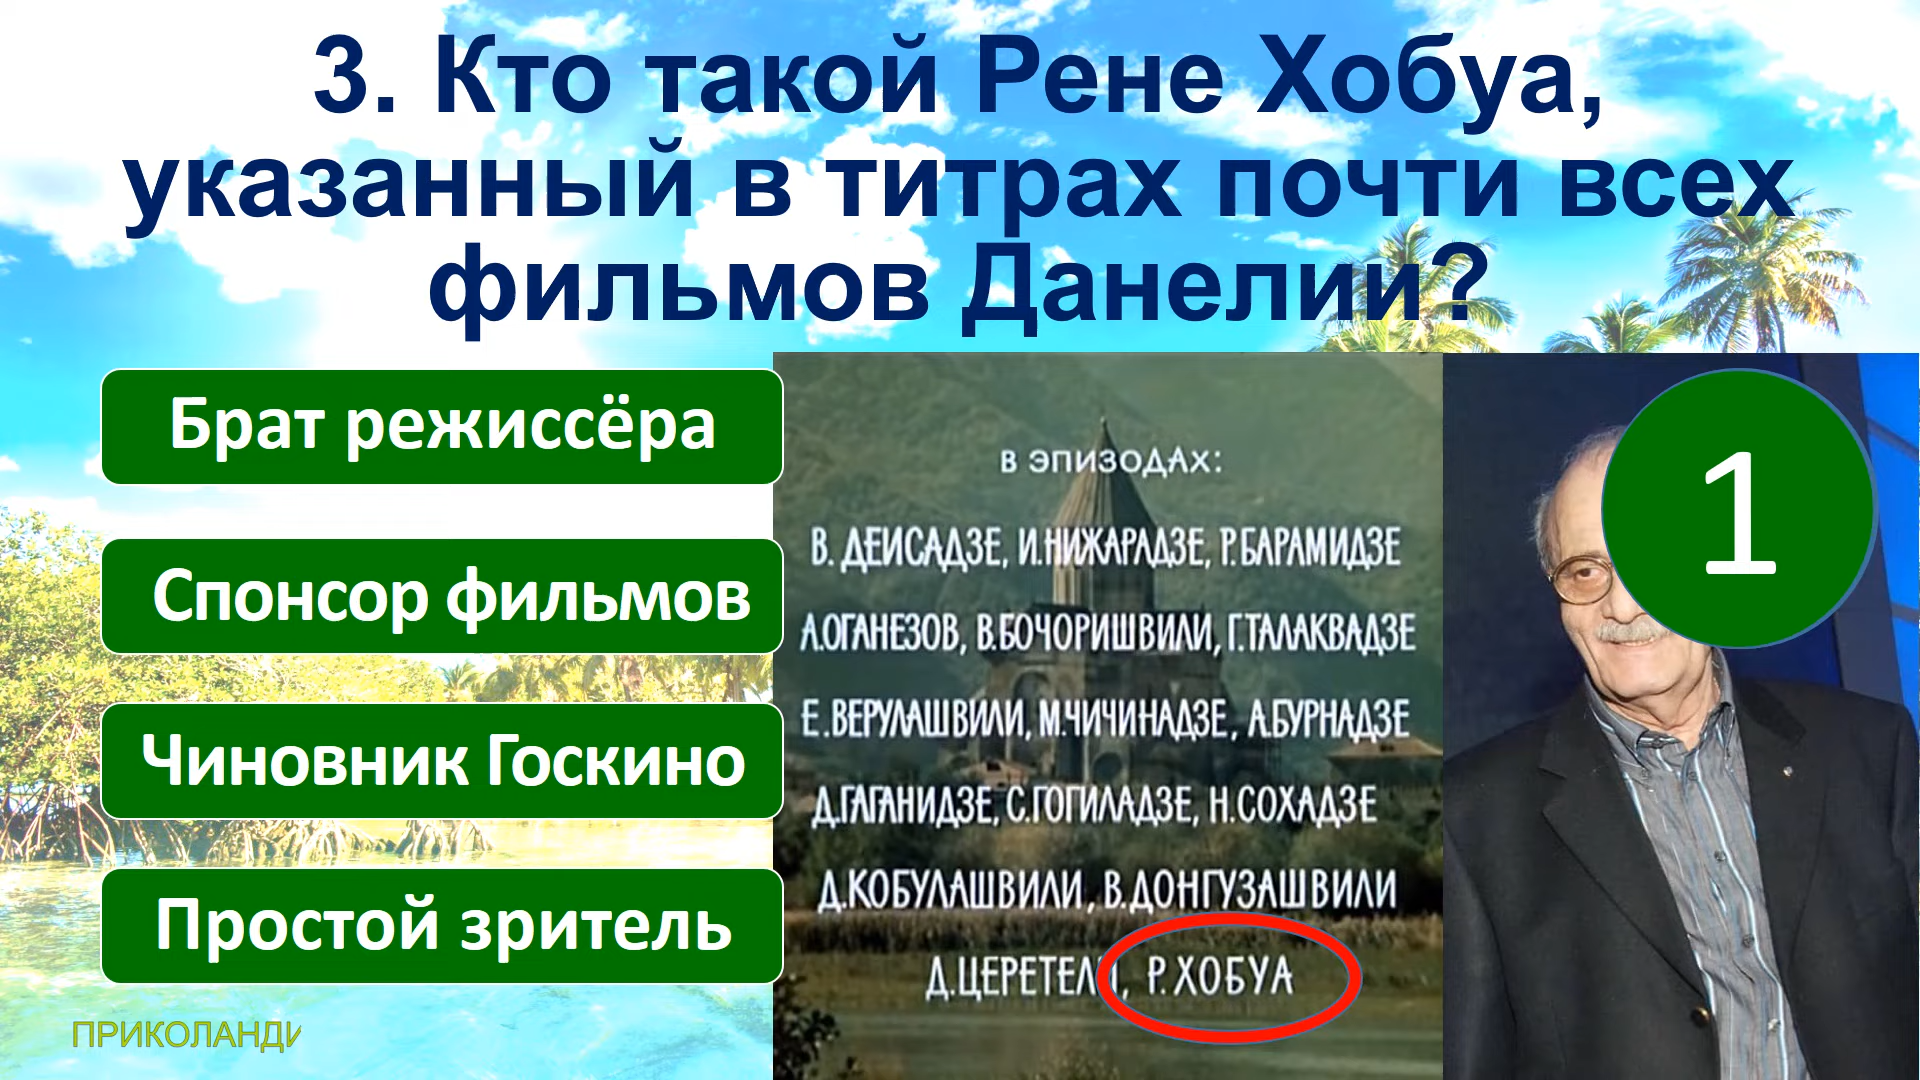 3. Кто такой Рене Хобуа,
указанный в титрах почти всех
фильмов Данелии?
Брат режиссёра
Спонсор фильмов
Чиновник Госкино
Простой зритель
В ЭПИЗОДАХ:
В. ДЕИСАДЗЕ, И.НИЖАРАДЗЕ, Р.БАРАМИДЗЕ
А.ОГАНЕЗОВ, В.БОЧОРИШВИЛИ, Г.ТАЛАКВАДЗЕ
Е.ВЕРУЛАШВИЛИ, М.ЧИЧИНАДЗЕ, А.БУРНАДЗЕ
Д.ГАГАНИДЗЕ, С.ГОГИЛАДЗЕ, Н.СОХАДЗЕ
Д.КОБУЛАШВИЛИ, В.ДОНГУЗАШВИЛИ
Д.ЦЕРЕТЕЛИ, Р.ХОБУА
1
ПРИКОЛАНДИ